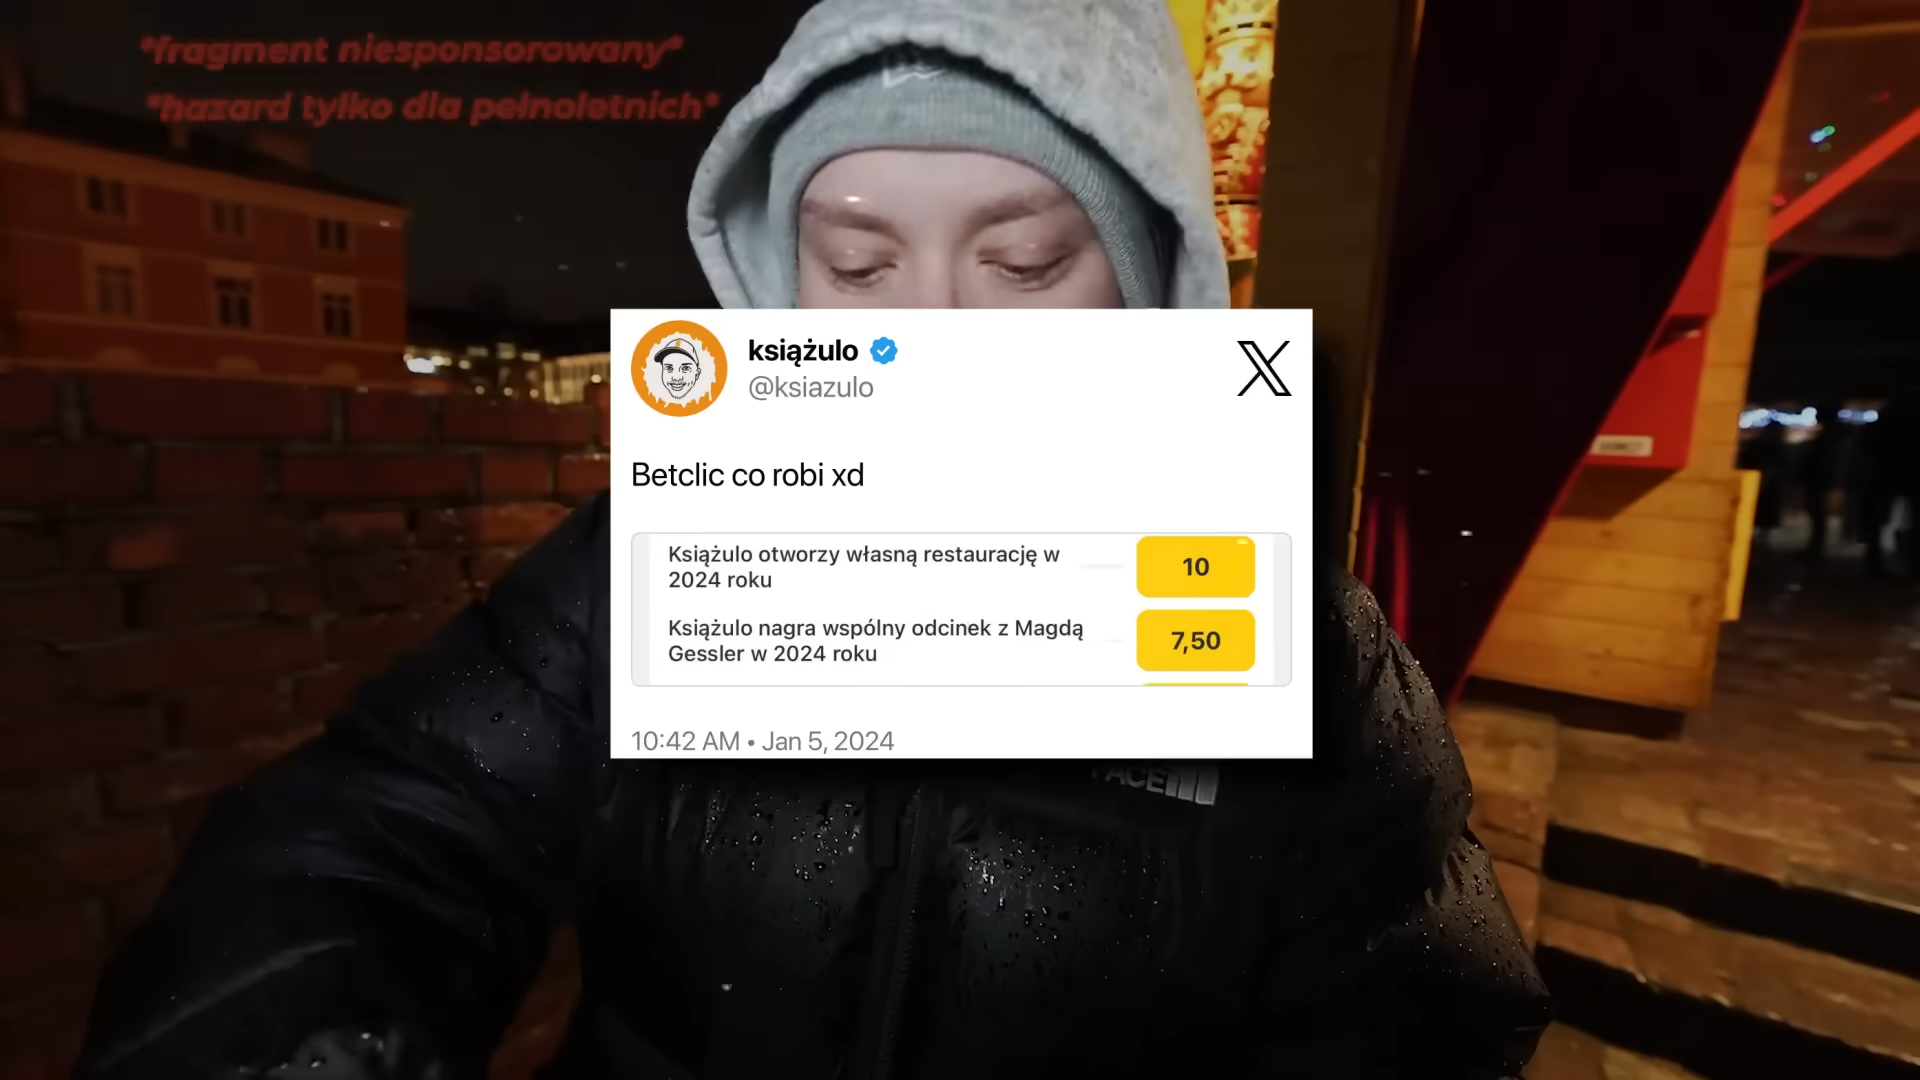 *fragment niesponsorowany*
*hazard tylko dla pełnoletnich*
książulo
@ksiazulo
Betclic co robi xd
Książulo otworzy własną restaurację w
2024 roku
10
Książulo nagra wspólny odcinek z Magdą
Gessler w 2024 roku
7,50
10:42 AM • Jan 5, 2024
FACE